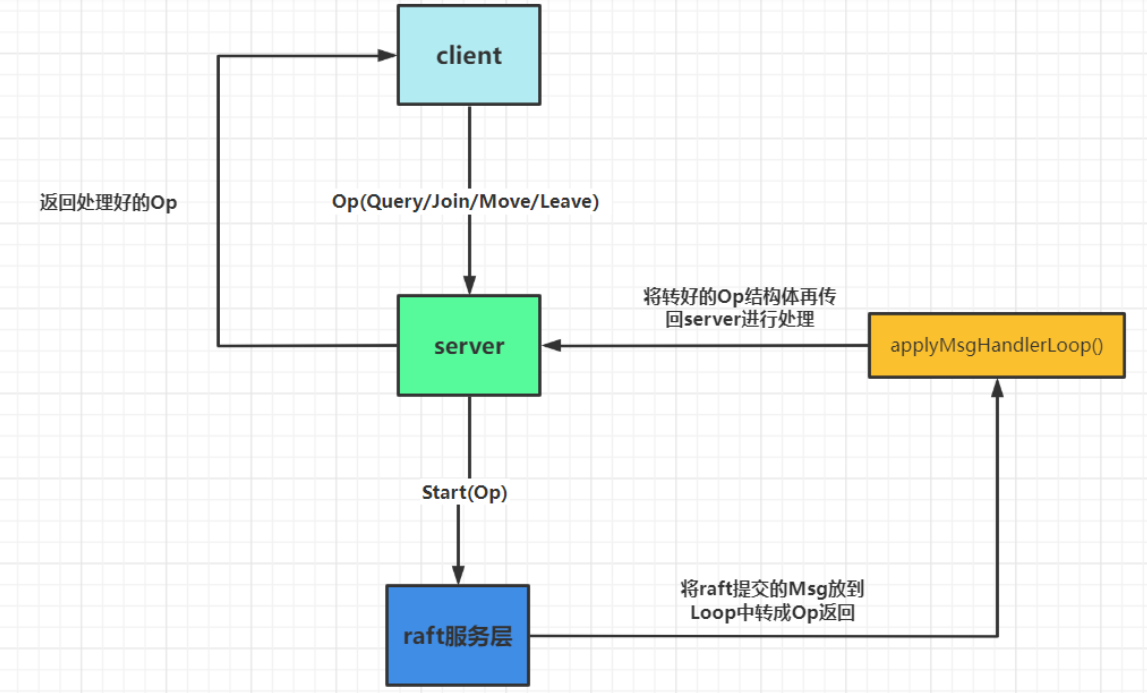 client
返回处理好的Op
Op(Query/Join/Move/Leave)
将转好的Op结构体再传
回server进行处理
server
applyMsgHandlerLoop()
Start(Op)
将raft提交的Msg放到
Loop中转成Op返回
raft服务层